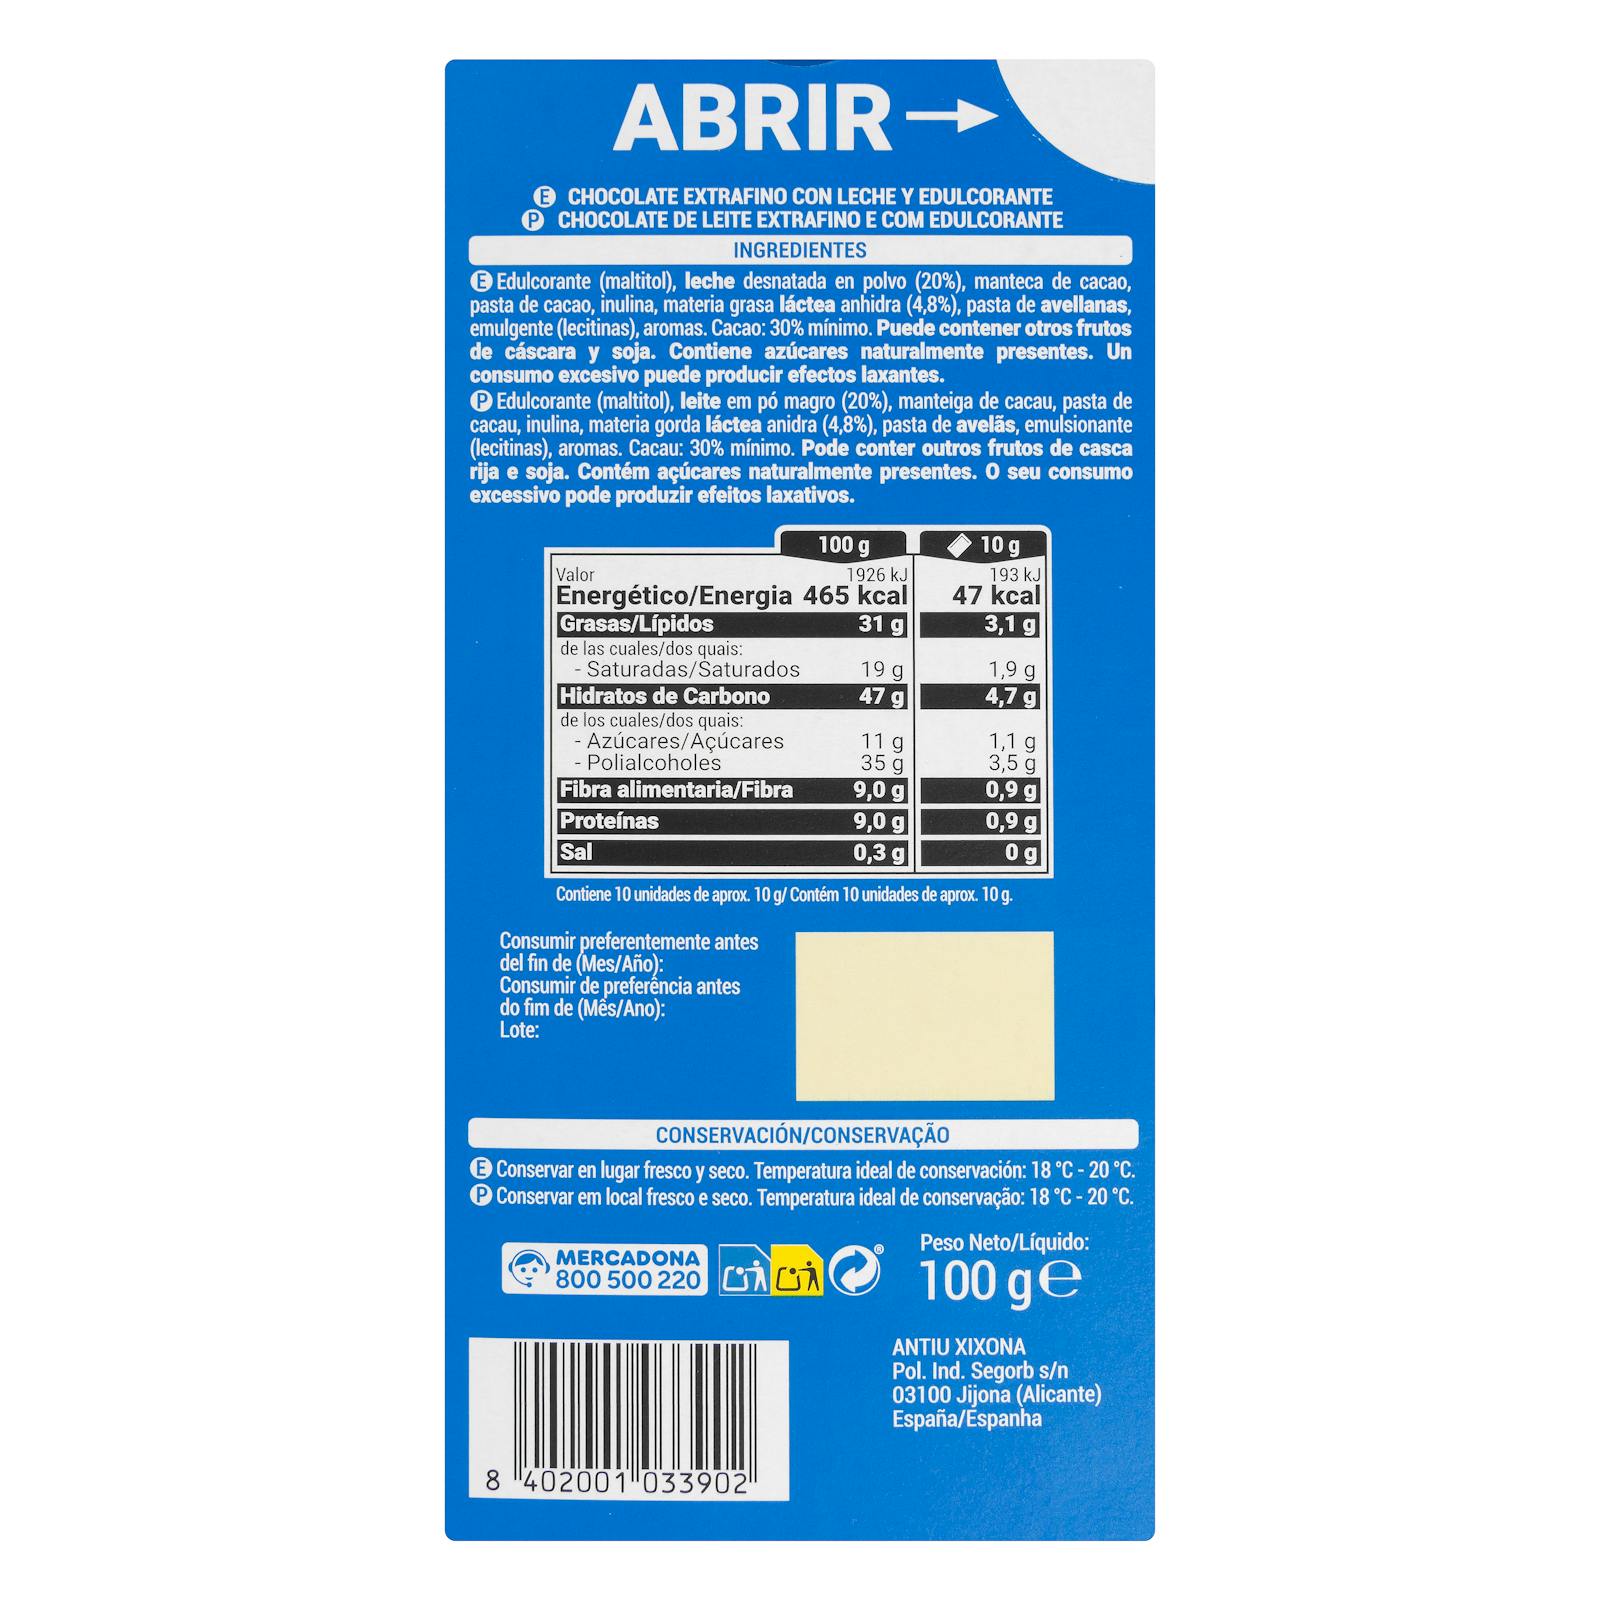 ABRIR
E CHOCOLATE EXTRAFINO CON LECHE Y EDULCORANTE
P CHOCOLATE DE LEITE EXTRAFINO E COM EDULCORANTE
INGREDIENTES
E Edulcorante (maltitol), leche desnatada en polvo (20%), manteca de cacao,
pasta de cacao, inulina, materia grasa láctea anhidra (4,8%), pasta de avellanas,
emulgente (lecitinas), aromas. Cacao: 30% mínimo. Puede contener otros frutos
de cáscara y soja. Contiene azúcares naturalmente presentes. Un
consumo excesivo puede producir efectos laxantes.
P Edulcorante (maltitol), leite em pó magro (20%), manteiga de cacau, pasta de
cacau, inulina, materia gorda láctea anidra (4,8%), pasta de avelãs, emulsionante
(lecitinas), aromas. Cacau: 30% mínimo. Pode conter outros frutos de casca
rija e soja. Contém açúcares naturalmente presentes. O seu consumo
excessivo pode produzir efeitos laxativos.
100 g 10 g
Valor 1926 kJ 193 kJ
Energético/Energia 465 kcal 47 kcal
Grasas/Lípidos 31 g 3,1 g
de las cuales/dos quais:
- Saturadas/Saturados 19 g 1,9 g
Hidratos de Carbono 47 g 4,7 g
de los cuales/dos quais:
- Azúcares/Açúcares 11 g 1,1 g
- Polialcoholes 35 g 3,5 g
Fibra alimentaria/Fibra 9,0 g 0,9 g
Proteínas 9,0 g 0,9 g
Sal 0,3 g 0 g
Contiene 10 unidades de aprox. 10 g/ Contém 10 unidades de aprox. 10 g.
Consumir preferentemente antes
del fin de (Mes/Año):
Consumir de preferência antes
do fim de (Mês/Ano):
Lote:
CONSERVACIÓN/CONSERVAÇÃO
E Conservar en lugar fresco y seco. Temperatura ideal de conservación: 18 °C - 20 °C.
P Conservar em local fresco e seco. Temperatura ideal de conservação: 18 °C - 20 °C.
MERCADONA
800 500 220
®
Peso Neto/Líquido:
100 g e
ANTIU XIXONA
Pol. Ind. Segorb s/n
03100 Jijona (Alicante)
España/Espanha
8 402001 033902